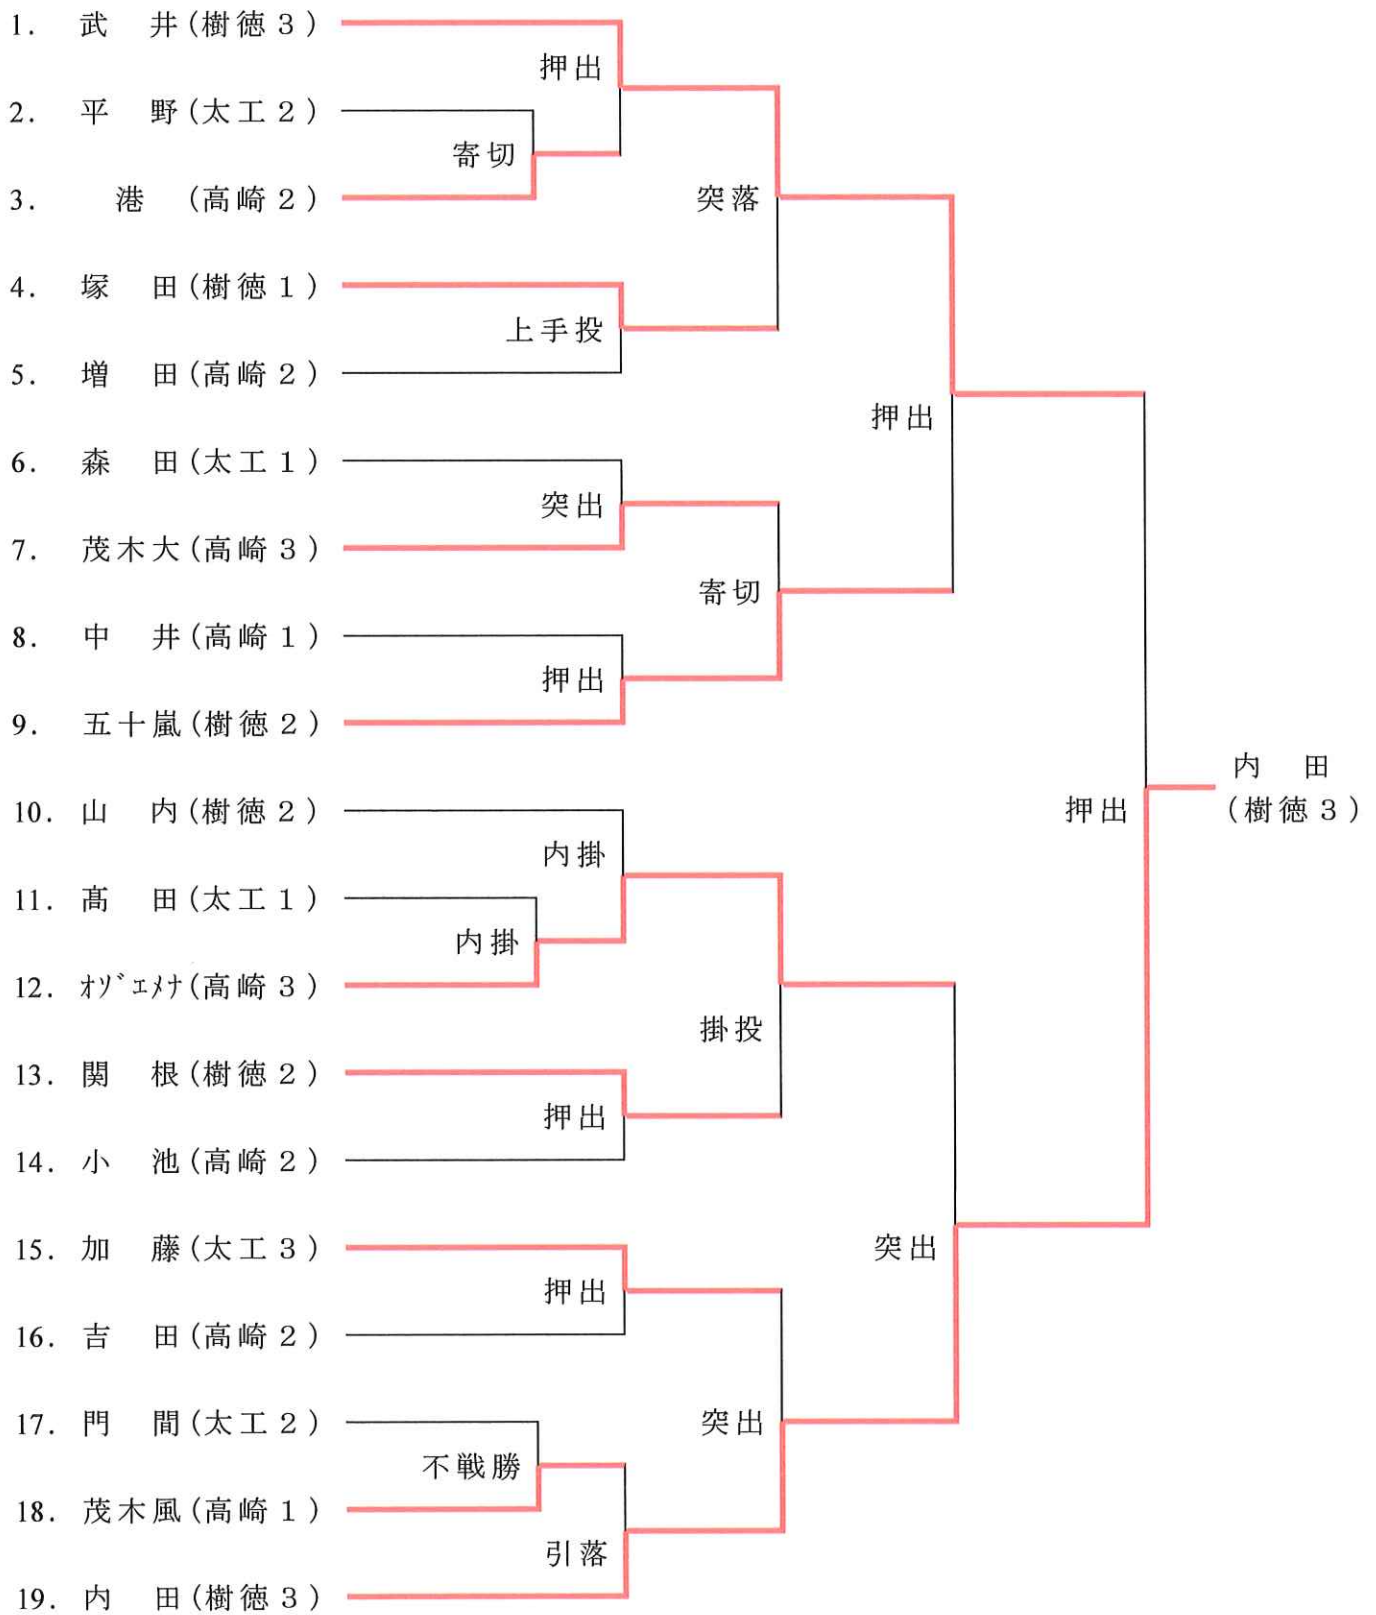 1. 武　井(樹徳３)
押出
2. 平　野(太工２)
寄切
3. 港　(高崎２)
突落
4. 塚　田(樹徳１)
上手投
5. 増　田(高崎２)
押出
6. 森　田(太工１)
突出
7. 茂木大(高崎３)
寄切
8. 中　井(高崎１)
押出
9. 五十嵐(樹徳２)
内　田
(樹徳３)
押出
10. 山　内(樹徳２)
内掛
11. 髙　田(太工１)
内掛
12. ｵｿﾞｴﾒﾅ(高崎３)
掛投
13. 関　根(樹徳２)
押出
14. 小　池(高崎２)
15. 加　藤(太工３)
突出
押出
16. 吉　田(高崎２)
17. 門　間(太工２)
突出
不戦勝
18. 茂木風(高崎１)
引落
19. 内　田(樹徳３)